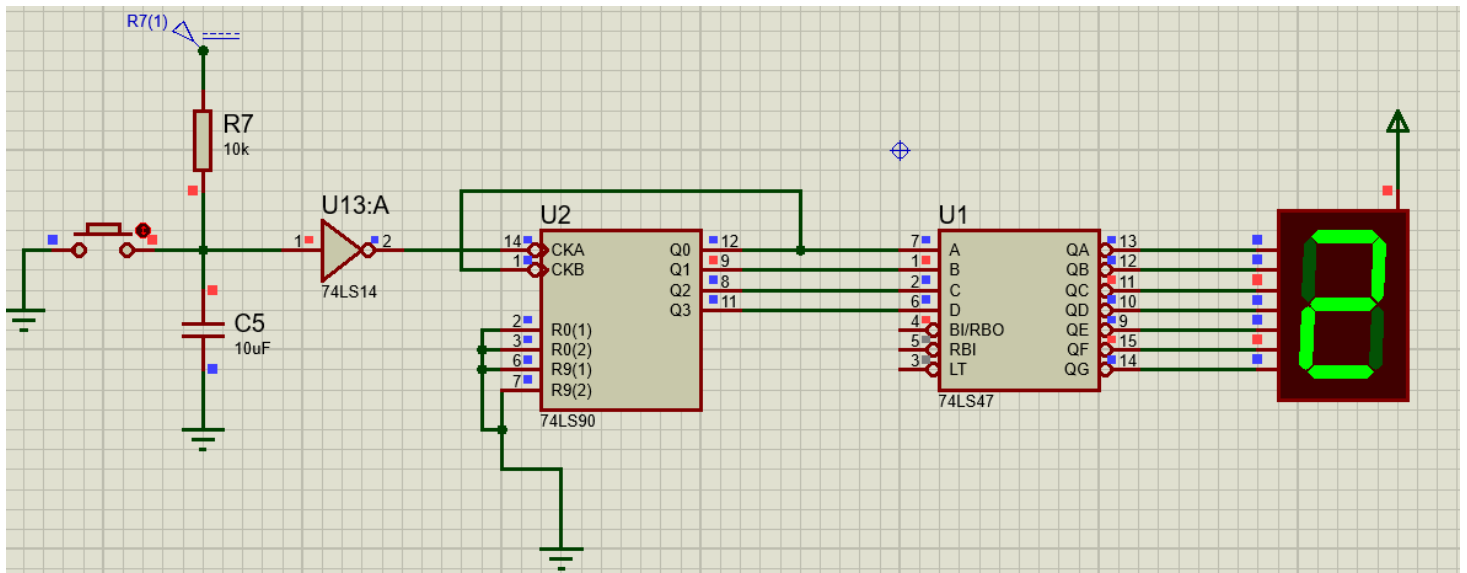 R7(1)
R7
10k
U13:A
1
2
74LS14
C5
10uF
U2
14
CKA
Q0
12
1
CKB
Q1
9
Q2
8
Q3
11
2
R0(1)
3
R0(2)
6
R9(1)
7
R9(2)
74LS90
U1
7
A
QA
13
1
B
QB
12
2
C
QC
11
6
D
QD
10
4
BI/RBO
QE
9
5
RBI
QF
15
3
LT
QG
14
74LS47
2